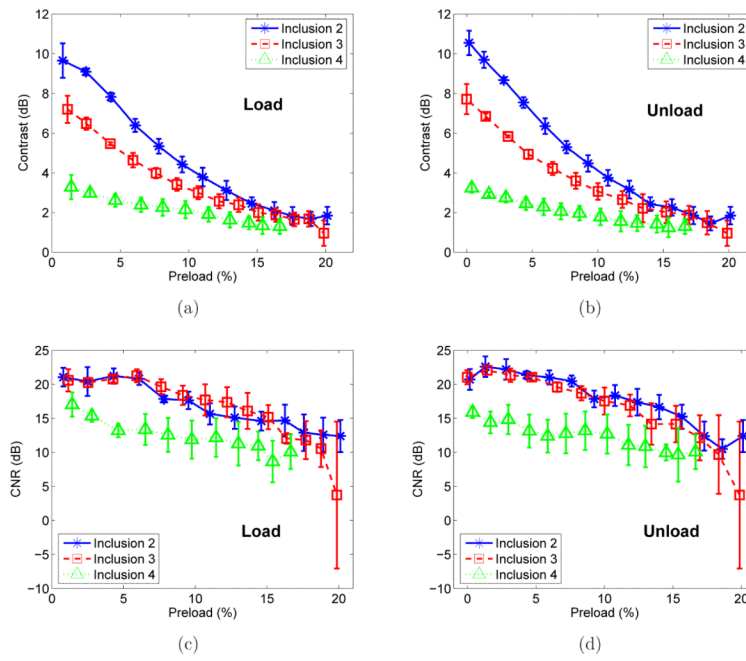 12
10
8
6
4
2
0
Contrast (dB)
Inclusion 2
Inclusion 3
Inclusion 4
Load
0 5 10 15 20
Preload (%)
(a)
12
10
8
6
4
2
0
Contrast (dB)
Inclusion 2
Inclusion 3
Inclusion 4
Unload
0 5 10 15 20
Preload (%)
(b)
25
20
15
10
5
0
−5
−10
CNR (dB)
Load
Inclusion 2
Inclusion 3
Inclusion 4
0 5 10 15 20
Preload (%)
(c)
25
20
15
10
5
0
−5
−10
CNR (dB)
Unload
Inclusion 2
Inclusion 3
Inclusion 4
0 5 10 15 20
Preload (%)
(d)